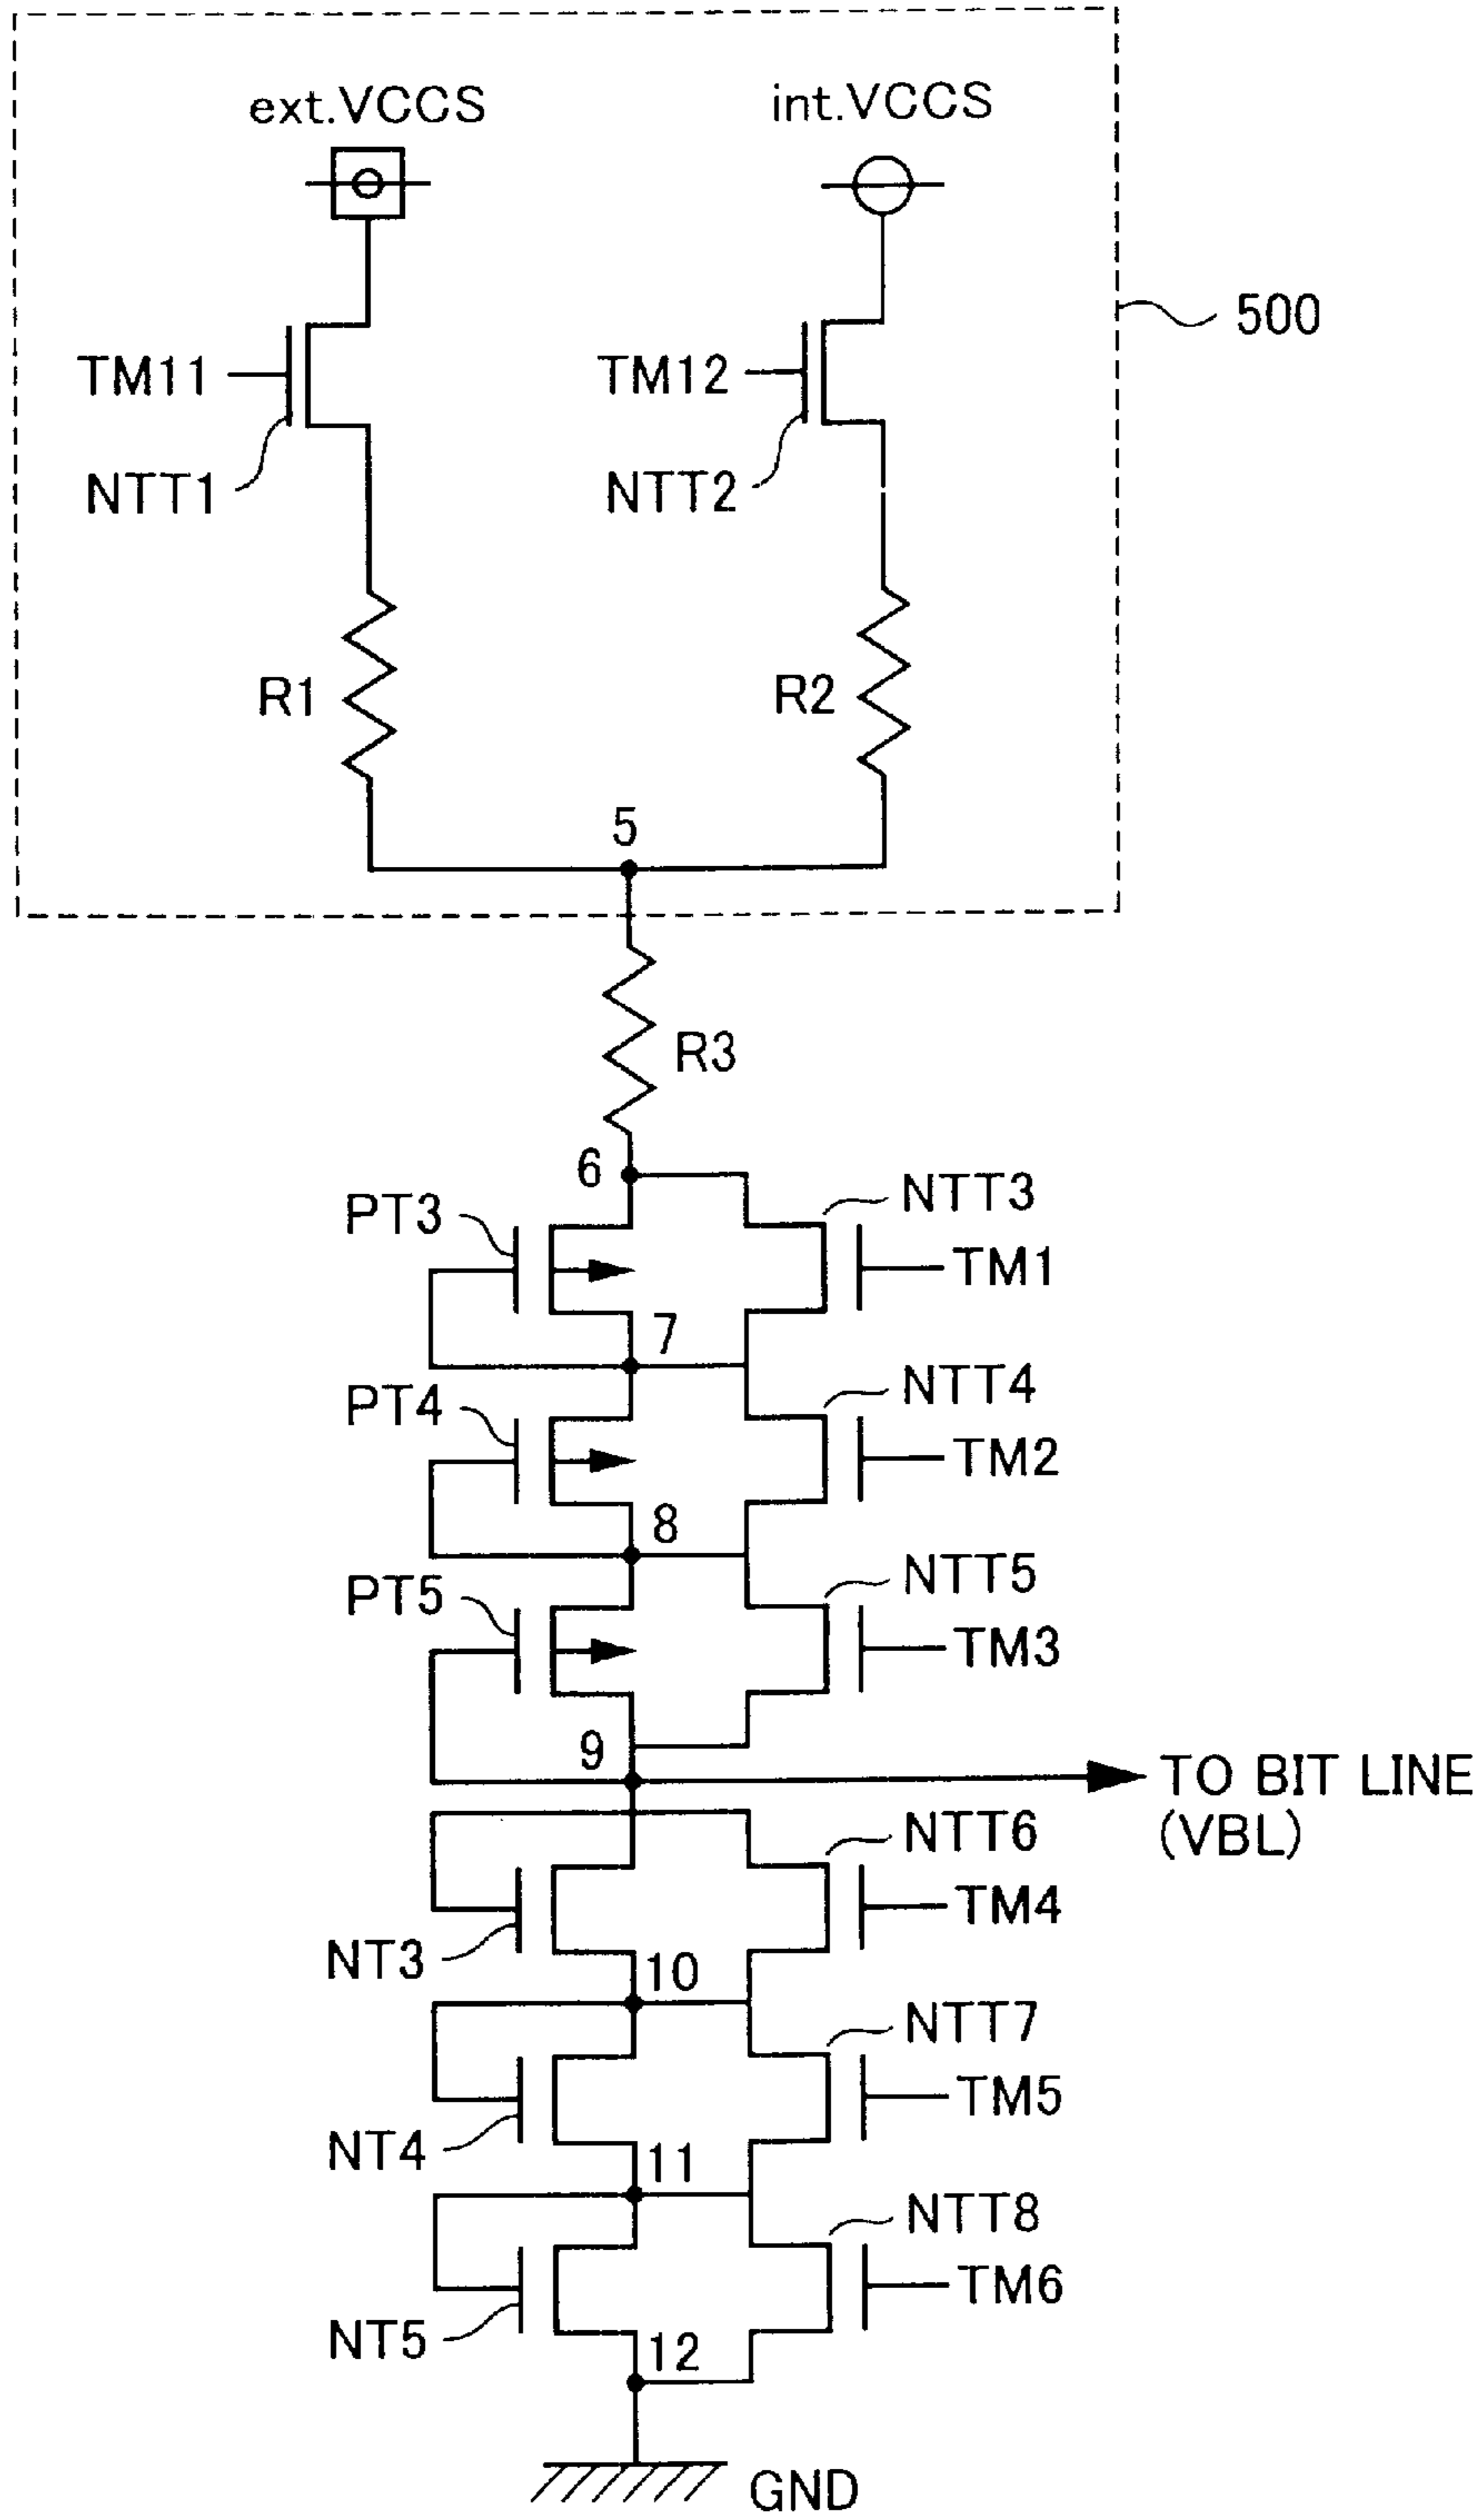 ext.VCCS
int.VCCS
500
TM11
TM12
NTT1
NTT2
R1
R2
5
R3
6
NTT3
PT3
TM1
7
NTT4
PT4
TM2
8
NTT5
PT5
TM3
9
TO BIT LINE
(VBL)
NTT6
TM4
NT3
10
NTT7
TM5
NT4
11
NTT8
TM6
NT5
12
GND